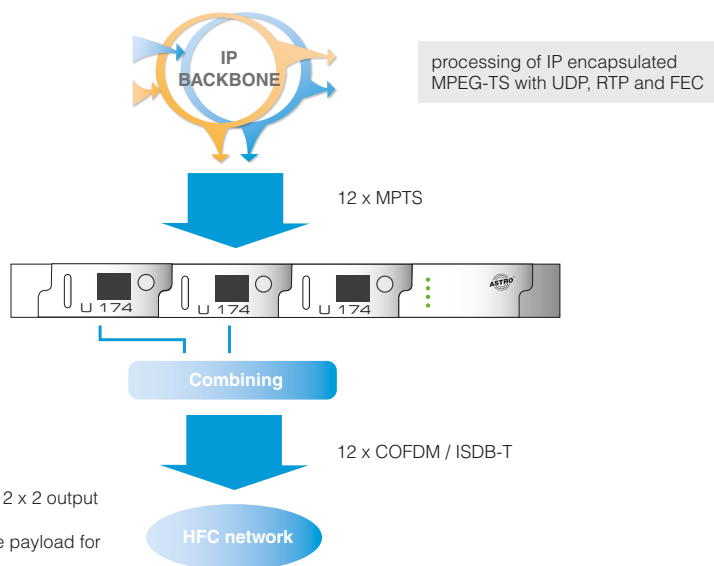 IP
BACKBONE
processing of IP encapsulated
MPEG-TS with UDP, RTP and FEC
12 x MPTS
U 174
U 174
U 174
ASTRO
Combining
12 x COFDM / ISDB-T
2 x 2 output
HFC network
payload for